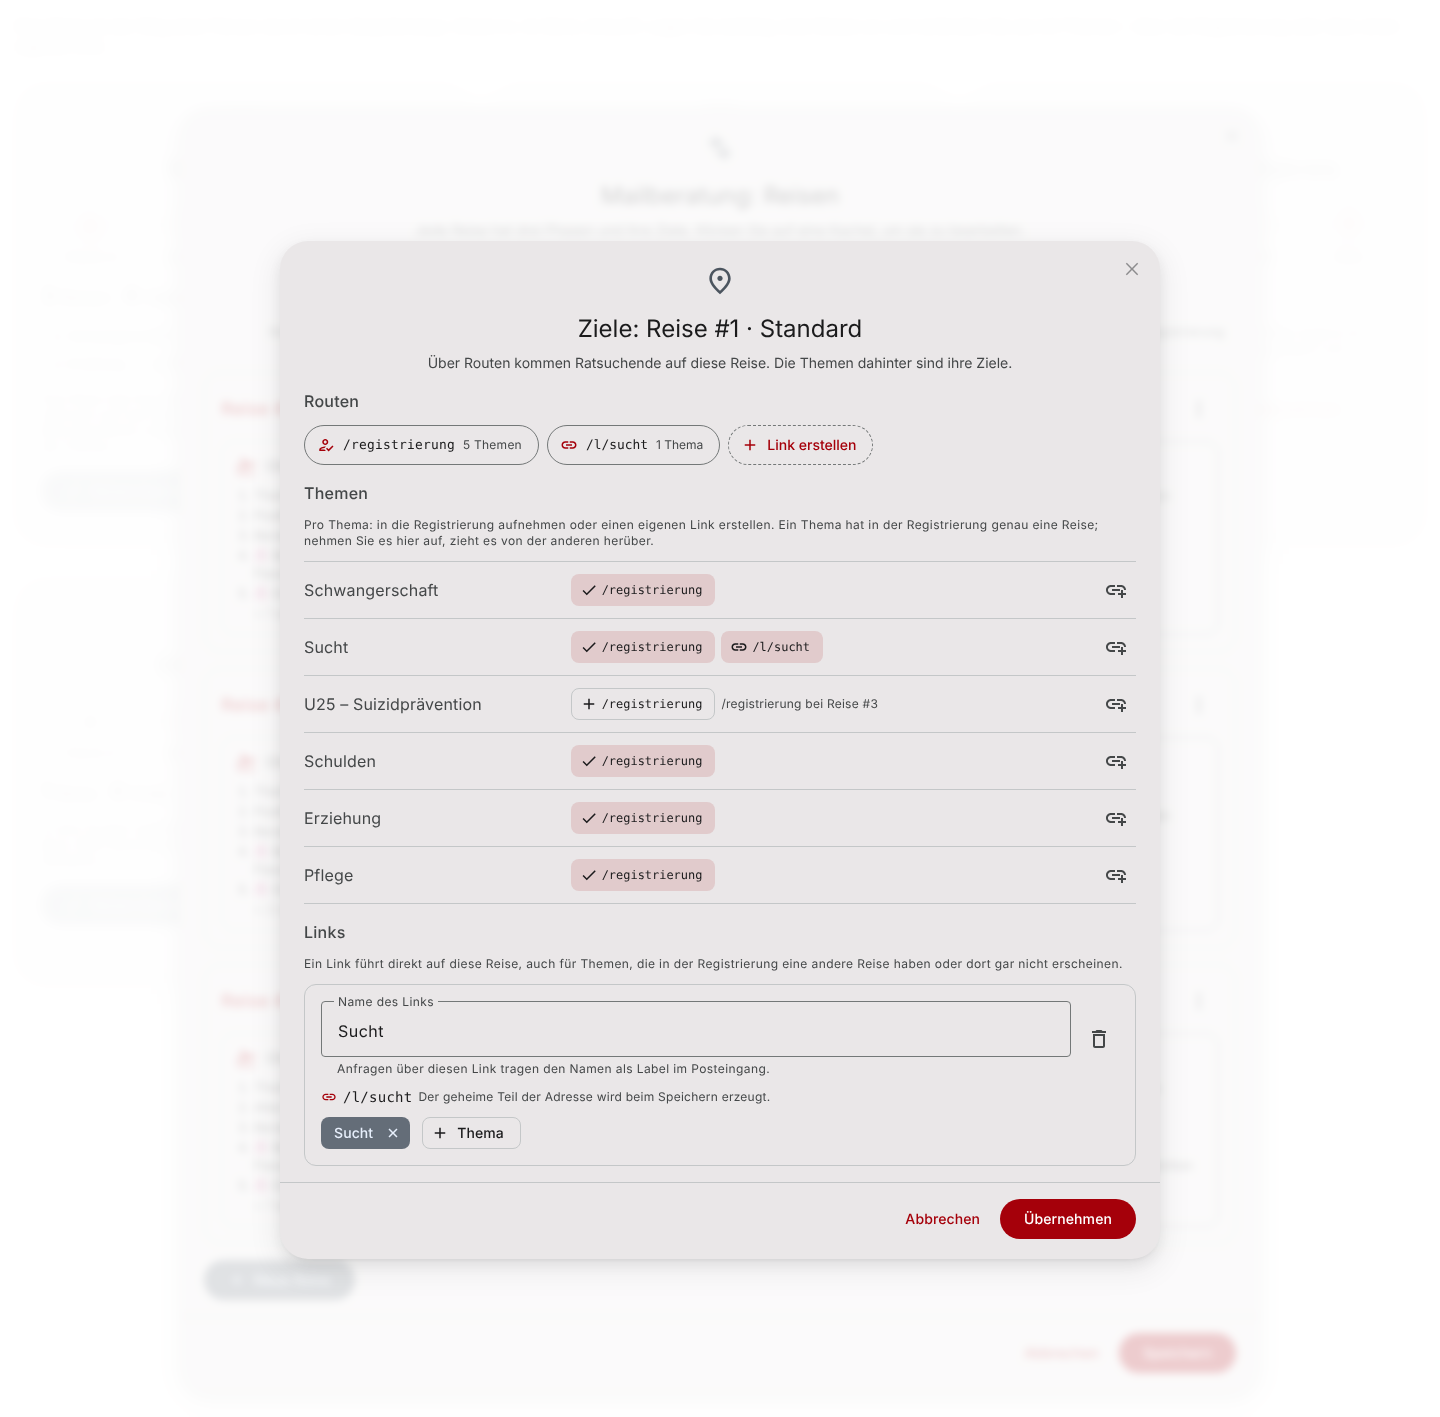 Mailberatung: Reisen
Ziele: Reise #1 · Standard
Über Routen kommen Ratsuchende auf diese Reise. Die Themen dahinter sind ihre Ziele.
Routen
/registrierung 5 Themen
/l/sucht 1 Thema
+ Link erstellen
Themen
Pro Thema: in die Registrierung aufnehmen oder einen eigenen Link erstellen. Ein Thema hat in der Registrierung genau eine Reise;
nehmen Sie es hier auf, zieht es von der anderen herüber.
Schwangerschaft /registrierung
Sucht /registrierung /l/sucht
U25 – Suizidprävention + /registrierung /registrierung bei Reise #3
Schulden /registrierung
Erziehung /registrierung
Pflege /registrierung
Links
Ein Link führt direkt auf diese Reise, auch für Themen, die in der Registrierung eine andere Reise haben oder dort gar nicht erscheinen.
Name des Links
Sucht
Anfragen über diesen Link tragen den Namen als Label im Posteingang.
/l/sucht Der geheime Teil der Adresse wird beim Speichern erzeugt.
Sucht
+ Thema
Abbrechen
Übernehmen